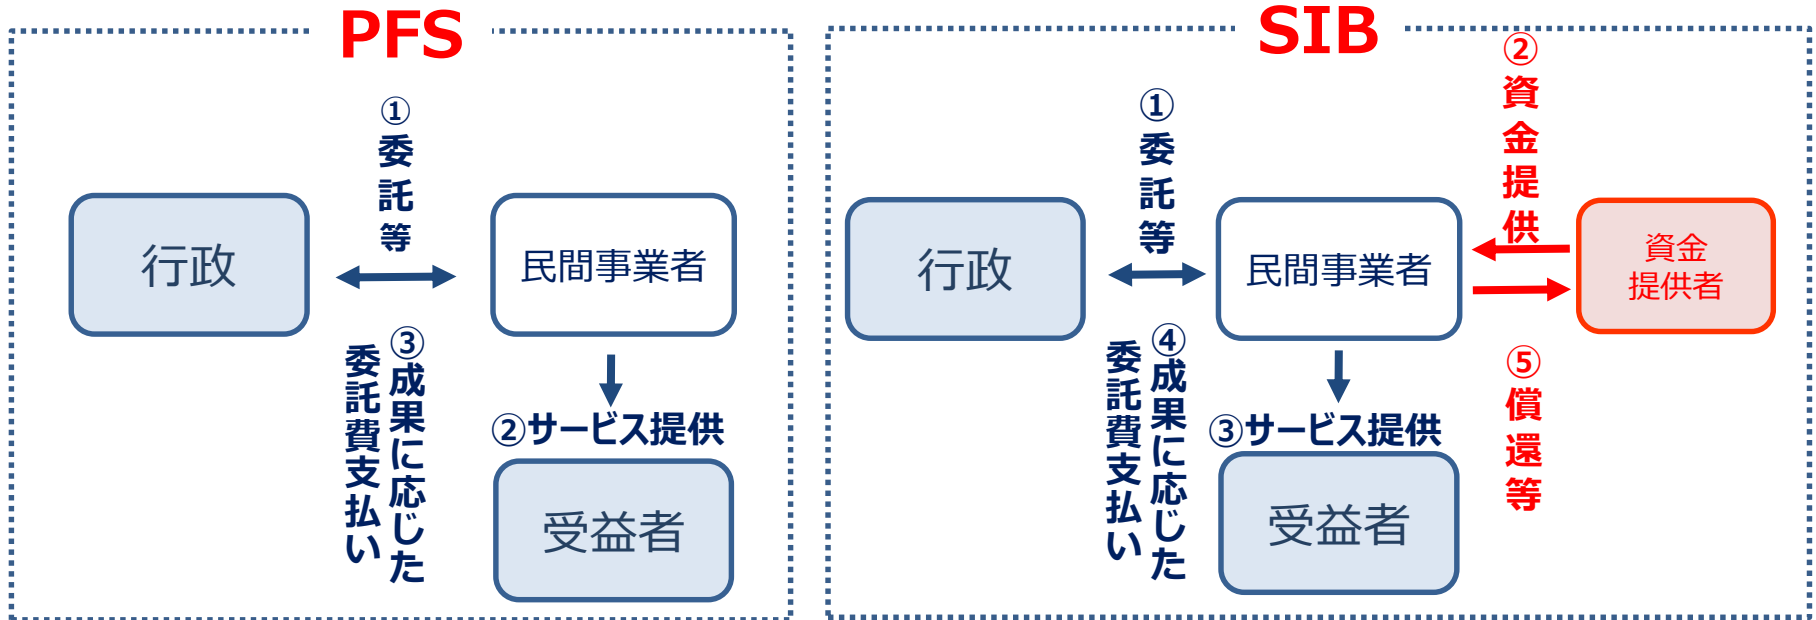 PFS
①委託等
行政
民間事業者
③成果に応じた
委託費支払い
②サービス提供
受益者
SIB
①委託等
②資金提供
行政
民間事業者
資金
提供者
④成果に応じた
委託費支払い
③サービス提供
⑤償還等
受益者